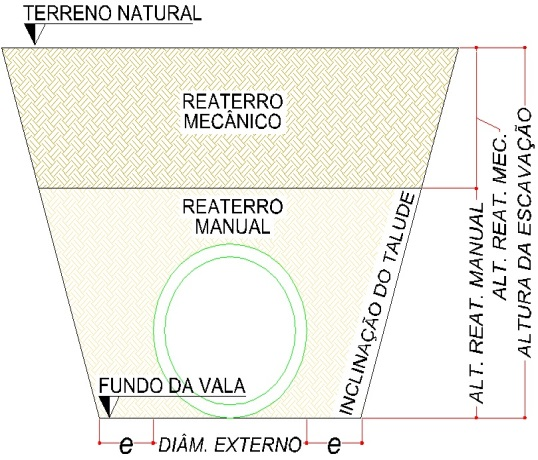 TERRENO NATURAL
REATERRO
MECÂNICO
REATERRO
MANUAL
INCLINAÇÃO DO TALUDE
ALT. REAT. MANUAL
ALT. REAT. MEC.
ALTURA DA ESCAVAÇÃO
FUNDO DA VALA
e DIÂM. EXTERNO e